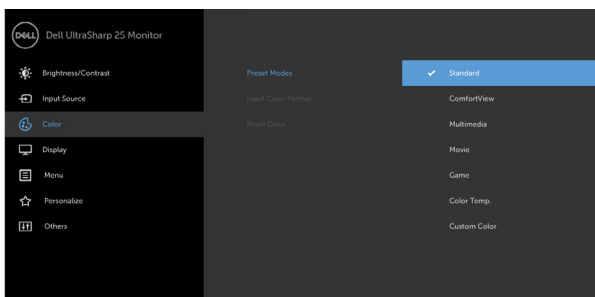 DELL Dell UltraSharp 25 Monitor
Brightness/Contrast
Input Source
Color
Display
Menu
Personalize
Others
Preset Modes
Input Color Format
Reset Color
Standard
ComfortView
Multimedia
Movie
Game
Color Temp.
Custom Color